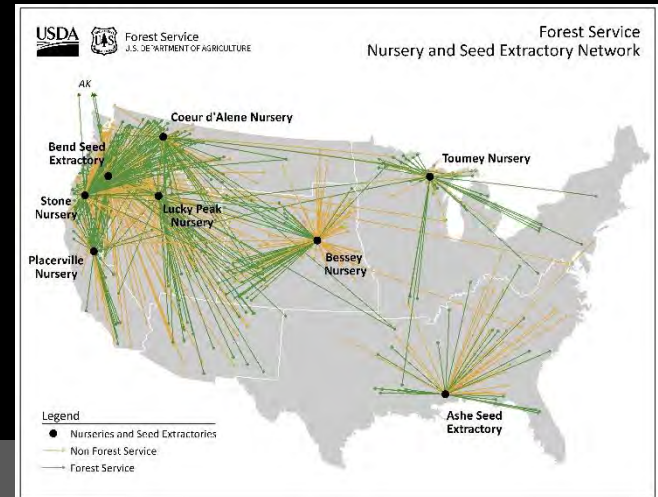 USDA
UAS
Forest Service
U.S. DEPARTMENT OF AGRICULTURE
Forest Service
Nursery and Seed Extractory Network
AK
Coeur d'Alene Nursery
Bend Seed
Extractory
Toumey Nursery
Stone
Nursery
Lucky Peak
Nursery
Placerville
Nursery
Bessey
Nursery
Ashe Seed
Extractory
Legend
Nurseries and Seed Extractories
Non Forest Service
Forest Service